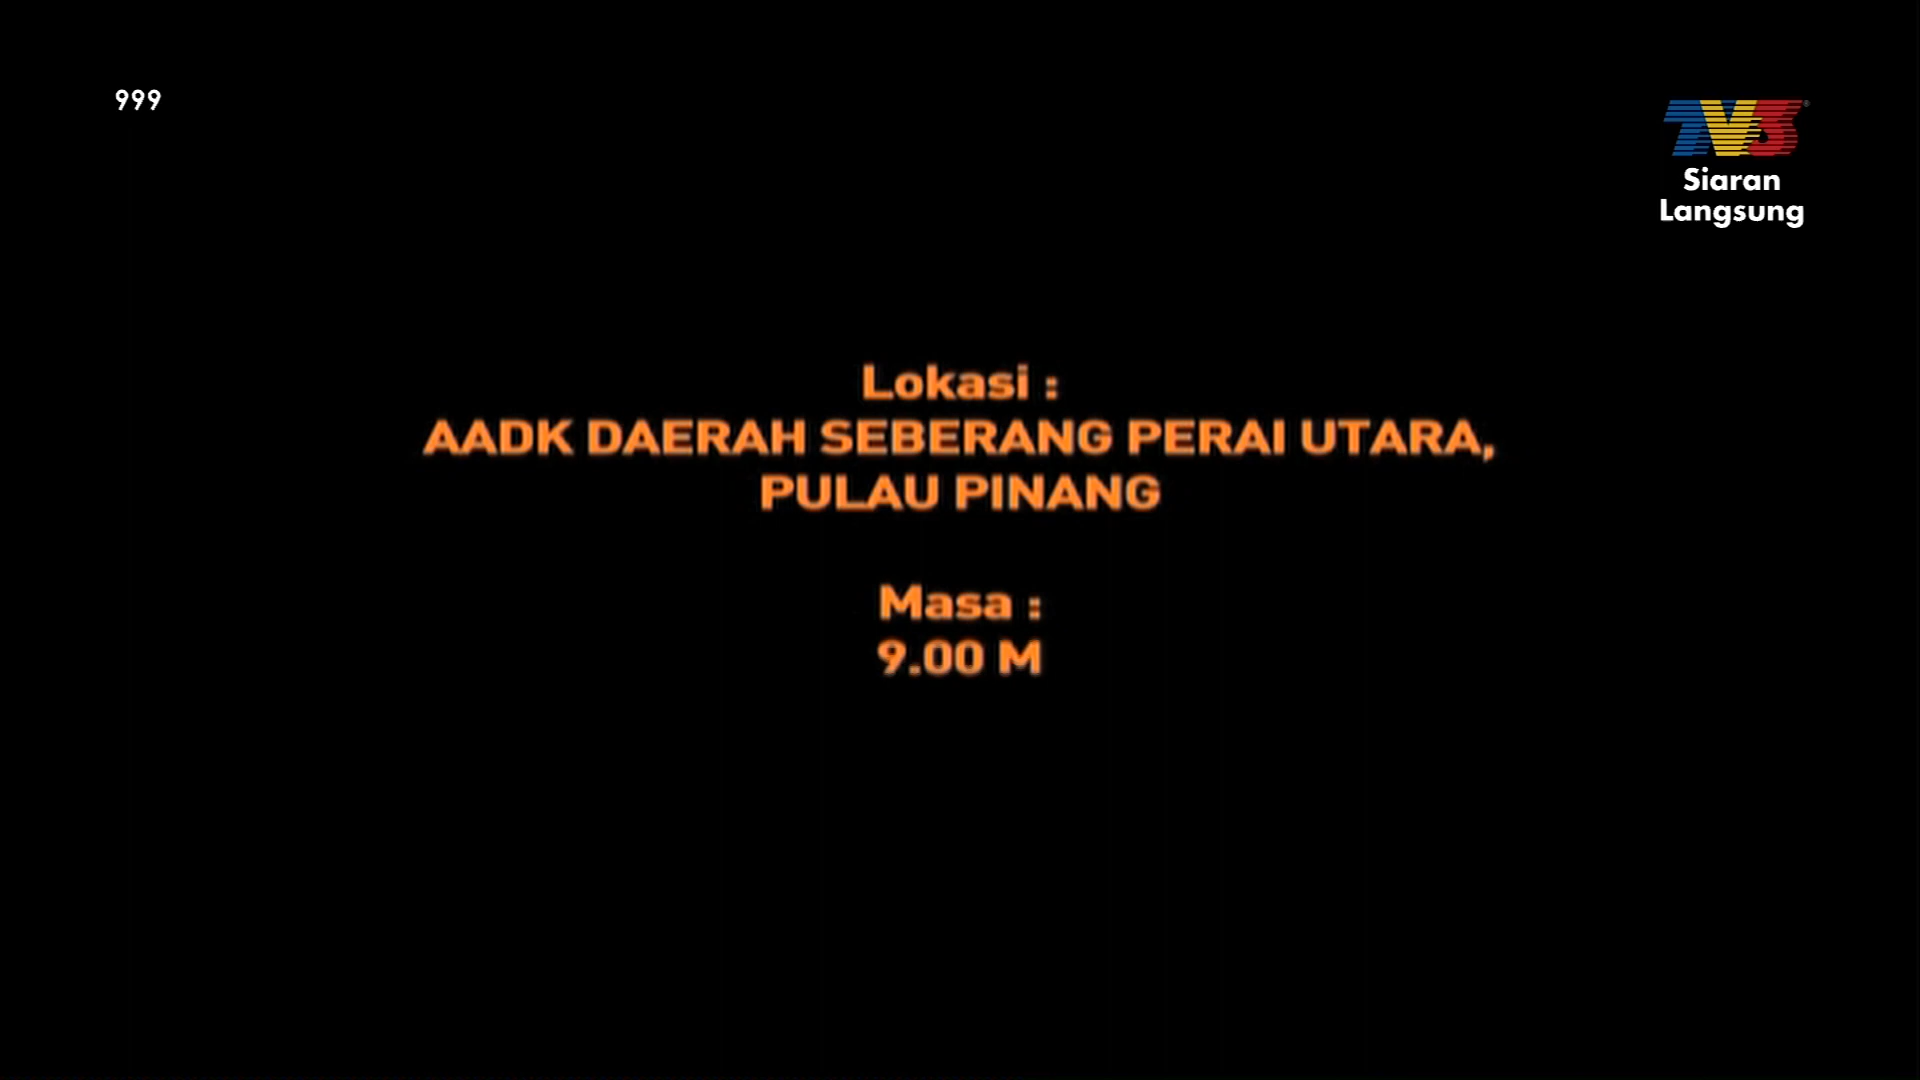 999
TV3
Siaran
Langsung
Lokasi :
AADK DAERAH SEBERANG PERAI UTARA,
PULAU PINANG
Masa :
9.00 M